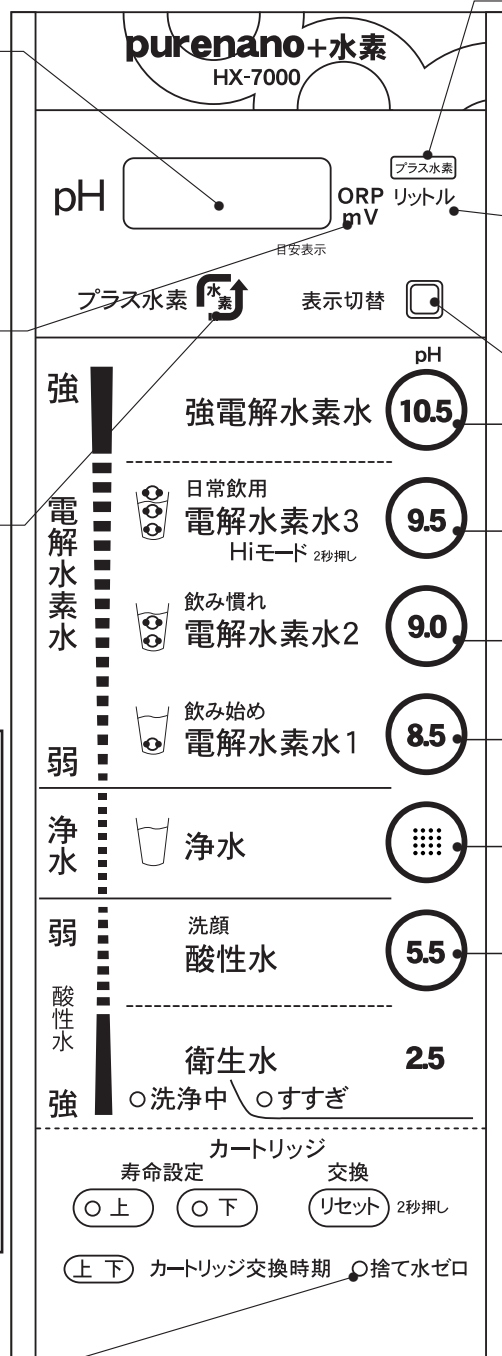 purenano+水素
HX-7000
プラス水素
pH
ORP
mV
リットル
目安表示
プラス水素
水素
表示切替
pH
強
強電解水素水
10.5
電解水素水
日常飲用
電解水素水3
9.5
Hiモード 2秒押し
飲み慣れ
電解水素水2
9.0
飲み始め
電解水素水1
8.5
弱
浄水
浄水
弱
洗顔
酸性水
5.5
酸性水
衛生水
2.5
強
洗浄中
すすぎ
カートリッジ
寿命設定
交換
上
下
リセット
2秒押し
上 下
カートリッジ交換時期
捨て水ゼロ